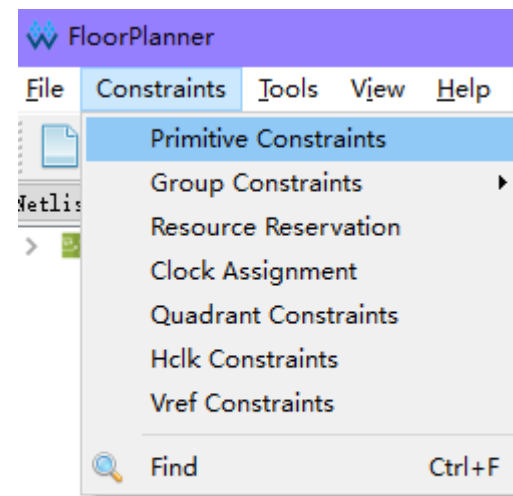 FloorPlanner
File Constraints Tools View Help
Primitive Constraints
Group Constraints
Netlis
Resource Reservation
Clock Assignment
Quadrant Constraints
Hclk Constraints
Vref Constraints
Find Ctrl+F